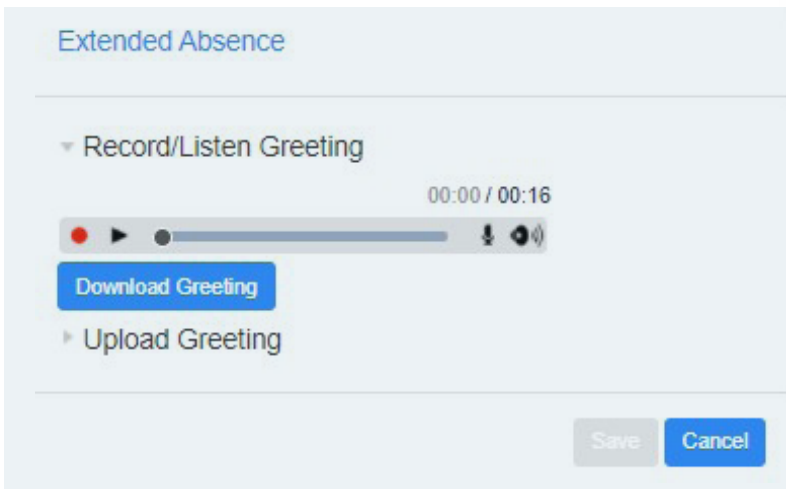 Extended Absence
Record/Listen Greeting
00:00 / 00:16
Download Greeting
Upload Greeting
Save Cancel